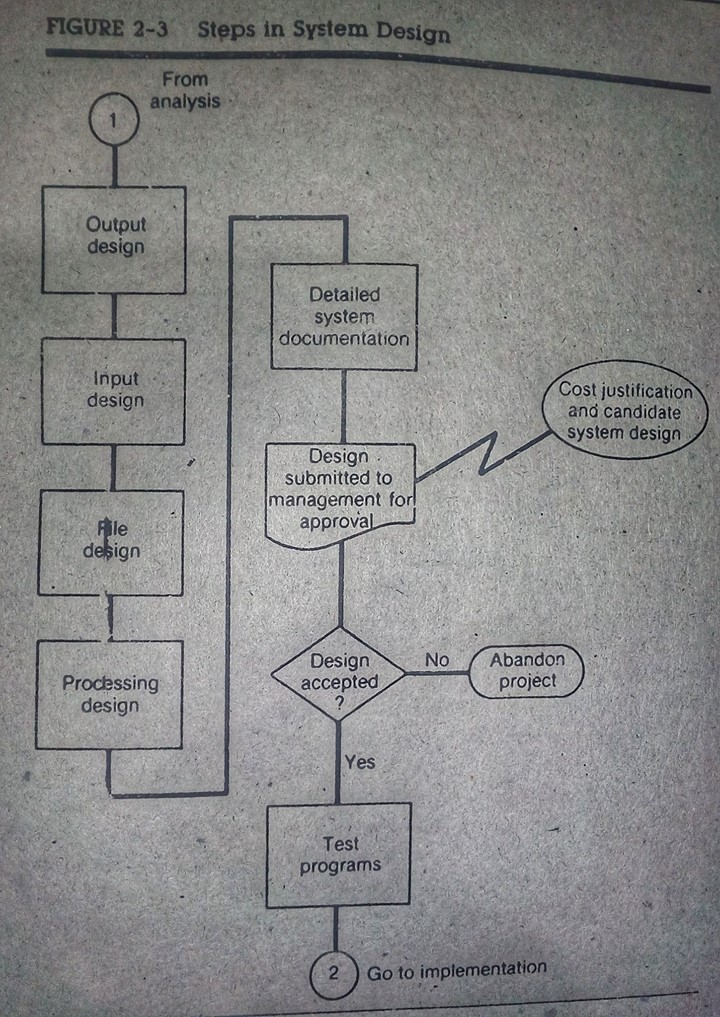 FIGURE 2-3 Steps in System Design
From
analysis
1
Output
design
Input
design
File
design
Processing
design
Detailed
system
documentation
Design
submitted to
management for
approval
Cost justification
and candidate
system design
Design
accepted
?
No
Abandon
project
Yes
Test
programs
2 Go to implementation